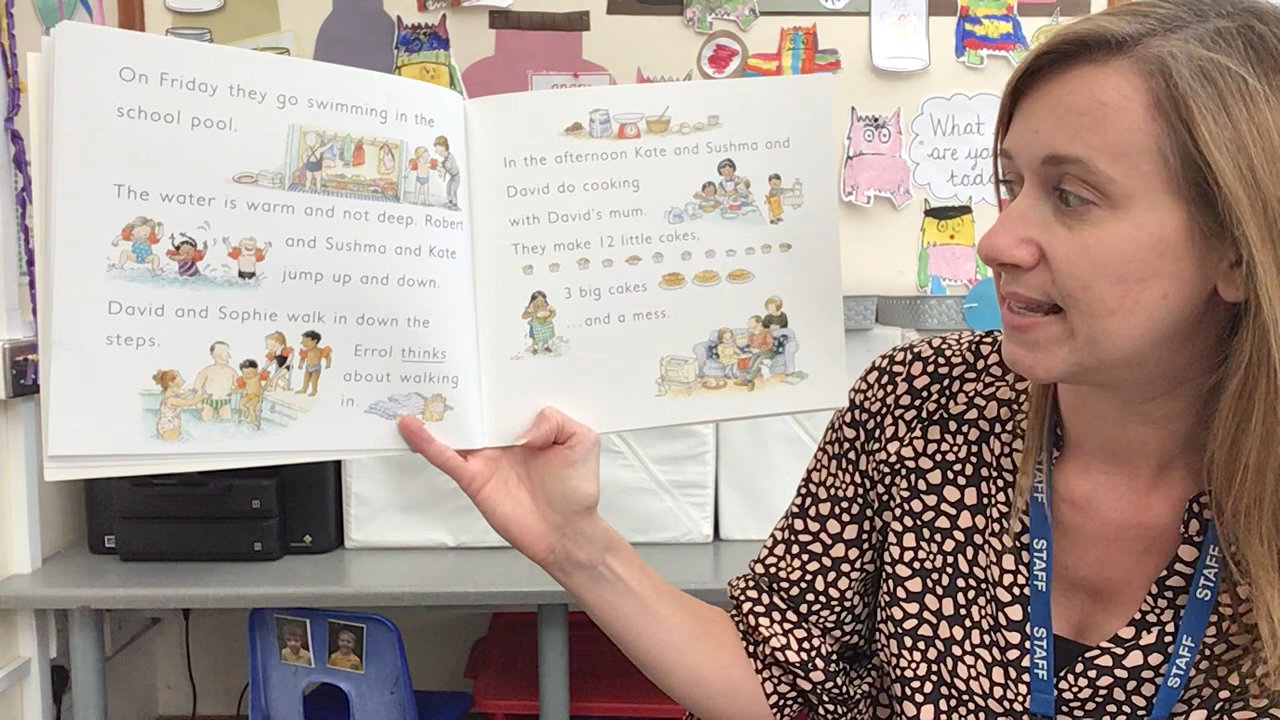 On Friday they go swimming in the
school pool.
The water is warm and not deep. Robert
and Sushma and Kate
jump up and down.
David and Sophie walk in down the
steps.
Errol thinks
about walking
in.
In the afternoon Kate and Sushma and
David do cooking
with David's mum.
They make 12 little cakes,
3 big cakes
...and a mess.
angry
What
are you
STAFF
STAFF
STAFF
STAFF
STAFF